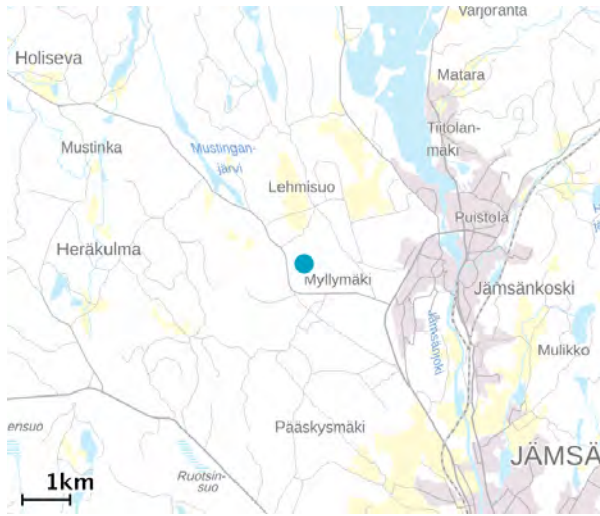 Varjoranta
Holiseva
Matara
Tiitolan-
mäki
Mustinka
Mustingan-
järvi
Lehmisuo
Puistola
Heräkulma
Myllymäki
Jämsänkoski
Jämsänjoki
Mulikko
Pääskysmäki
ensuo
JÄMSÄ
Ruotsin-
suo
1km